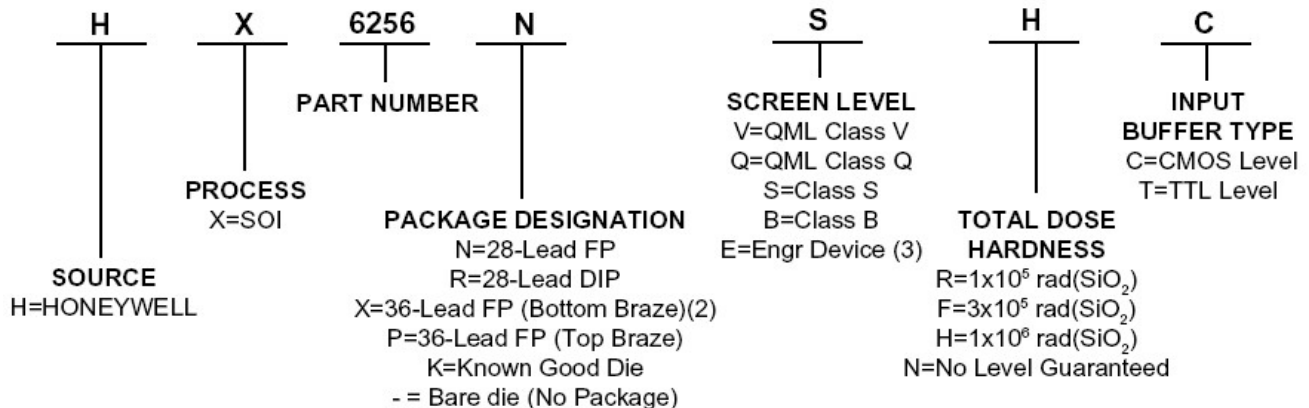 H X 6256 N S H C
PART NUMBER
PROCESS
X=SOI
SOURCE
H=HONEYWELL
PACKAGE DESIGNATION
N=28-Lead FP
R=28-Lead DIP
X=36-Lead FP (Bottom Braze)(2)
P=36-Lead FP (Top Braze)
K=Known Good Die
- = Bare die (No Package)
SCREEN LEVEL
V=QML Class V
Q=QML Class Q
S=Class S
B=Class B
E=Engr Device (3)
TOTAL DOSE
HARDNESS
R=1x10⁵ rad(SiO₂)
F=3x10⁵ rad(SiO₂)
H=1x10⁶ rad(SiO₂)
N=No Level Guaranteed
INPUT
BUFFER TYPE
C=CMOS Level
T=TTL Level